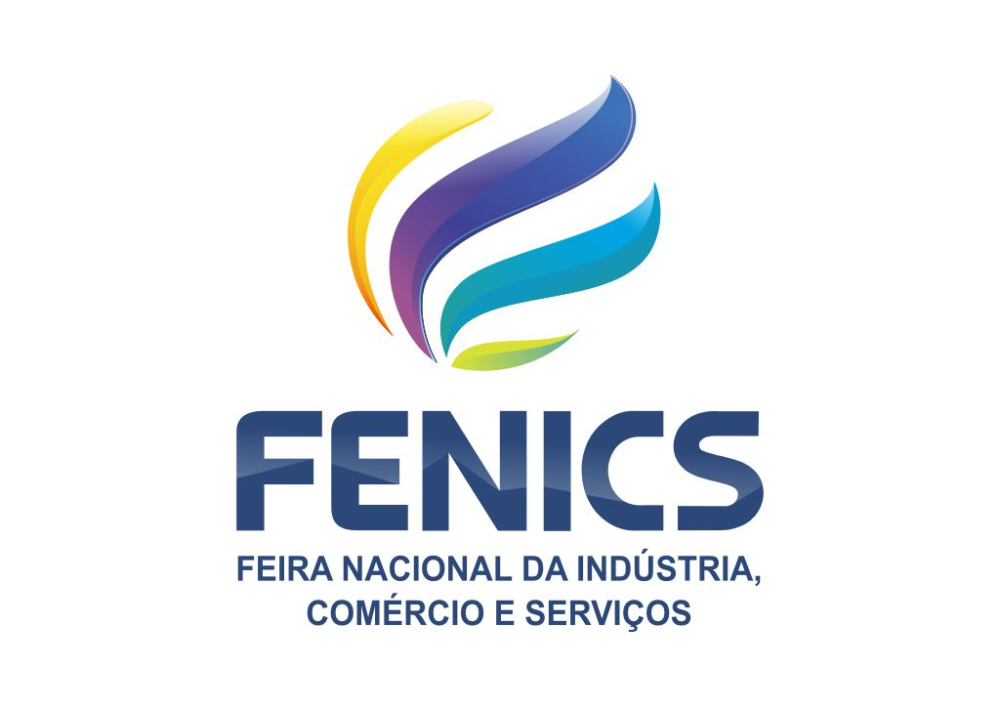 FENICS
FEIRA NACIONAL DA INDÚSTRIA,
COMÉRCIO E SERVIÇOS